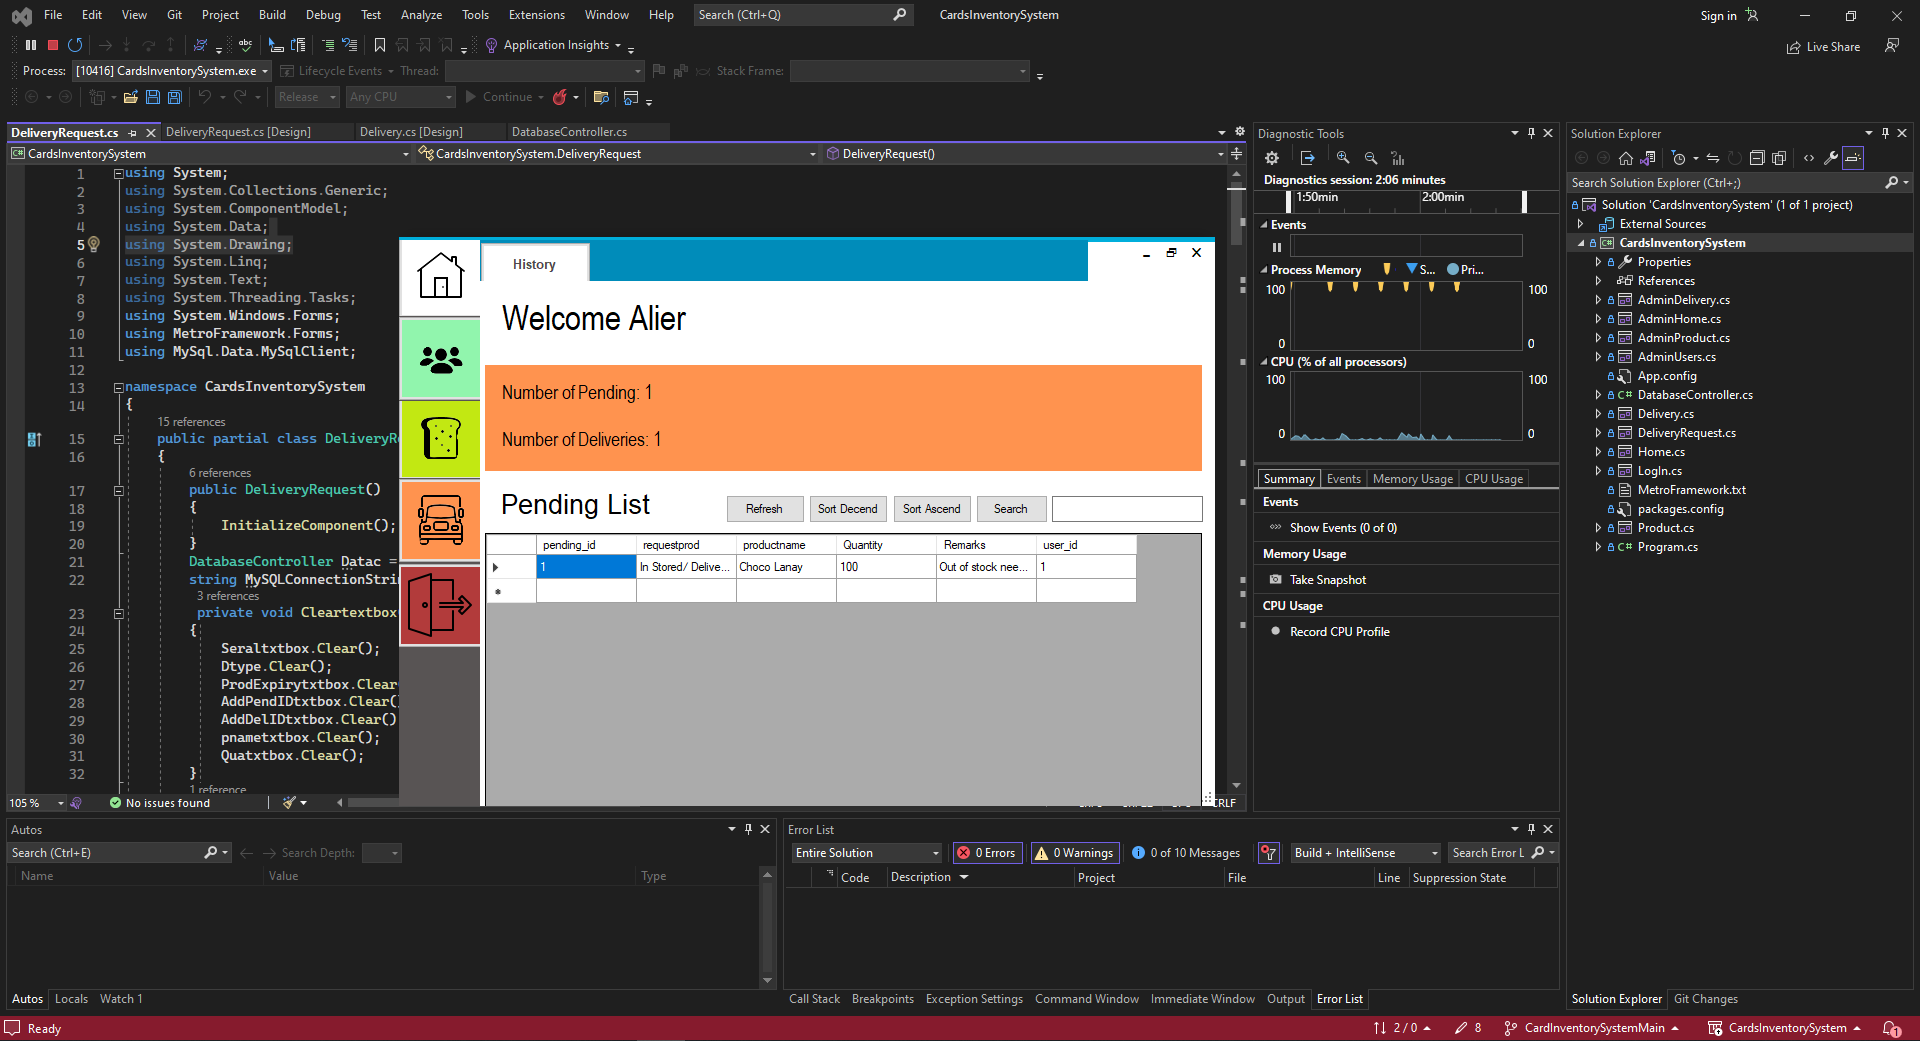 File Edit View Git Project Build Debug Test Analyze Tools Extensions Window Help Search (Ctrl+Q) CardsInventorySystem Sign in
Application Insights Live Share
Process: [10416] CardsInventorySystem.exe Lifecycle Events Thread: Stack Frame:
Release Any CPU Continue
DeliveryRequest.cs DeliveryRequest.cs [Design] Delivery.cs [Design] DatabaseController.cs
CardsInventorySystem CardsInventorySystem.DeliveryRequest DeliveryRequest()
1 using System;
2 using System.Collections.Generic;
3 using System.ComponentModel;
4 using System.Data;
5 using System.Drawing;
6 using System.Linq;
7 using System.Text;
8 using System.Threading.Tasks;
9 using System.Windows.Forms;
10 using MetroFramework.Forms;
11 using MySql.Data.MySqlClient;
12
13 namespace CardsInventorySystem
14 {
15 references
15 public partial class DeliveryR
16 {
6 references
17 public DeliveryRequest()
18 {
19 InitializeComponent();
20 }
21 DatabaseController Datac =
22 string MySQLConnectionStrin
3 references
23 private void Cleartextbox
24 {
25 Seraltxtbox.Clear();
26 Dtype.Clear();
27 ProdExpirytxtbox.Clear
28 AddPendIDtxtbox.Clear(
29 AddDelIDtxtbox.Clear()
30 pnametxtbox.Clear();
31 Quatxtbox.Clear();
32 }
1 reference
105 % No issues found CRLF
History
Welcome Alier
Number of Pending: 1
Number of Deliveries: 1
Pending List Refresh Sort Decend Sort Ascend Search
pending_id requestprod productname Quantity Remarks user_id
1 In Stored/ Delive... Choco Lanay 100 Out of stock nee... 1
Diagnostic Tools
Diagnostics session: 2:06 minutes
1:50min 2:00min
Events
Process Memory S... Pri...
100 100
0 0
CPU (% of all processors)
100 100
0 0
Summary Events Memory Usage CPU Usage
Events
Show Events (0 of 0)
Memory Usage
Take Snapshot
CPU Usage
Record CPU Profile
Solution Explorer
Search Solution Explorer (Ctrl+;)
Solution 'CardsInventorySystem' (1 of 1 project)
External Sources
CardsInventorySystem
Properties
References
AdminDelivery.cs
AdminHome.cs
AdminProduct.cs
AdminUsers.cs
App.config
DatabaseController.cs
Delivery.cs
DeliveryRequest.cs
Home.cs
LogIn.cs
MetroFramework.txt
packages.config
Product.cs
Program.cs
Autos
Search (Ctrl+E) Search Depth:
Name Value Type
Autos Locals Watch 1
Error List
Entire Solution 0 Errors 0 Warnings 0 of 10 Messages Build + IntelliSense Search Error L
Code Description Project File Line Suppression State
Call Stack Breakpoints Exception Settings Command Window Immediate Window Output Error List
Solution Explorer Git Changes
Ready 2 / 0 8 CardInventorySystemMain CardsInventorySystem 1